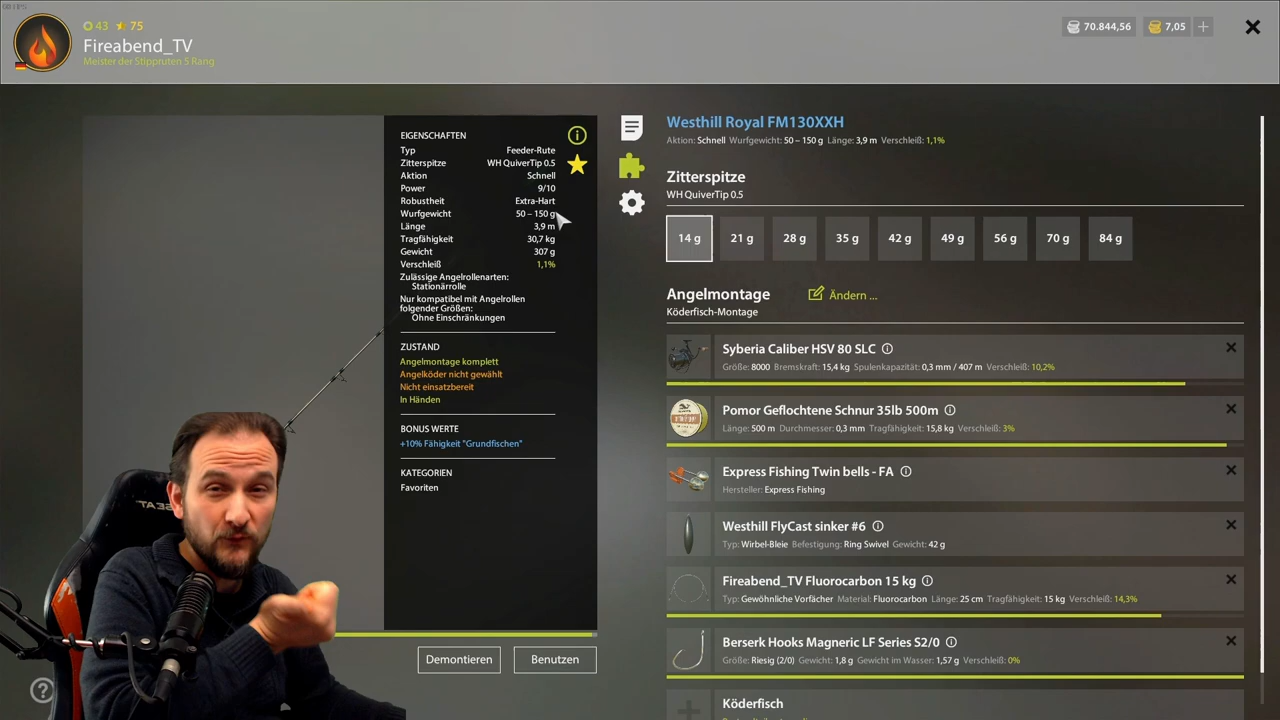 43 75
Fireabend_TV
Meister der Stippruten 5 Rang
70.844,56
7,05
EIGENSCHAFTEN
Typ Feeder-Rute
Zitterspitze WH QuiverTip 0.5
Aktion Schnell
Power 9/10
Robustheit Extra-Hart
Wurfgewicht 50 – 150 g
Länge 3,9 m
Tragfähigkeit 30,7 kg
Gewicht 307 g
Verschleiß 1,1%
Zulässige Angelrollenarten:
Stationärrolle
Nur kompatibel mit Angelrollen
folgender Größen:
Ohne Einschränkungen
ZUSTAND
Angelmontage komplett
Angelköder nicht gewählt
Nicht einsatzbereit
In Händen
BONUS WERTE
+10% Fähigkeit "Grundfischen"
KATEGORIEN
Favoriten
Demontieren
Benutzen
Westhill Royal FM130XXH
Aktion: Schnell Wurfgewicht: 50 – 150 g Länge: 3,9 m Verschleiß: 1,1%
Zitterspitze
WH QuiverTip 0.5
14 g 21 g 28 g 35 g 42 g 49 g 56 g 70 g 84 g
Angelmontage Ändern ...
Köderfisch-Montage
Syberia Caliber HSV 80 SLC
Größe: 8000 Bremskraft: 15,4 kg Spulenkapazität: 0,3 mm / 407 m Verschleiß: 10,2%
Pomor Geflochtene Schnur 35lb 500m
Länge: 500 m Durchmesser: 0,3 mm Tragfähigkeit: 15,8 kg Verschleiß: 3%
Express Fishing Twin bells - FA
Hersteller: Express Fishing
Westhill FlyCast sinker #6
Typ: Wirbel-Bleie Befestigung: Ring Swivel Gewicht: 42 g
Fireabend_TV Fluorocarbon 15 kg
Typ: Gewöhnliche Vorfächer Material: Fluorocarbon Länge: 25 cm Tragfähigkeit: 15 kg Verschleiß: 14,3%
Berserk Hooks Magneric LF Series S2/0
Größe: Riesig (2/0) Gewicht: 1,8 g Gewicht im Wasser: 1,57 g Verschleiß: 0%
Köderfisch